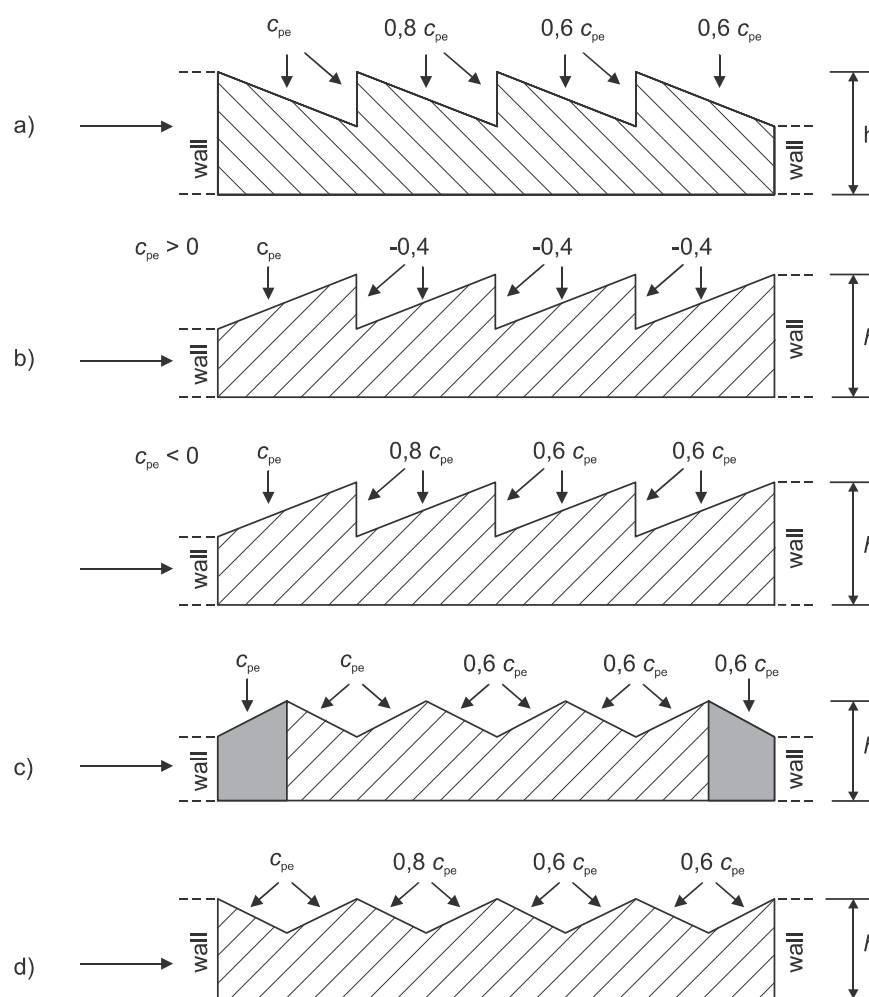 c_pe 0,8 c_pe 0,6 c_pe 0,6 c_pe
a) wall wall h
c_pe > 0 c_pe -0,4 -0,4 -0,4
b) wall wall h
c_pe < 0 c_pe 0,8 c_pe 0,6 c_pe 0,6 c_pe
wall wall h
c_pe c_pe 0,6 c_pe 0,6 c_pe 0,6 c_pe
c) wall wall h
c_pe 0,8 c_pe 0,6 c_pe 0,6 c_pe
d) wall wall h